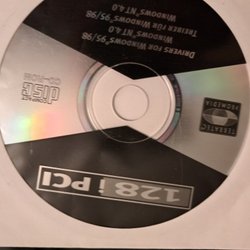 128 i PCI
TERRATEC
PROMEDIA
COMPACT
disc
CD-ROM
DRIVERS FOR WINDOWS® 95/98
WINDOWS NT 4.0
TREIBER FÜR WINDOWS® 95/98
WINDOWS NT 4.0